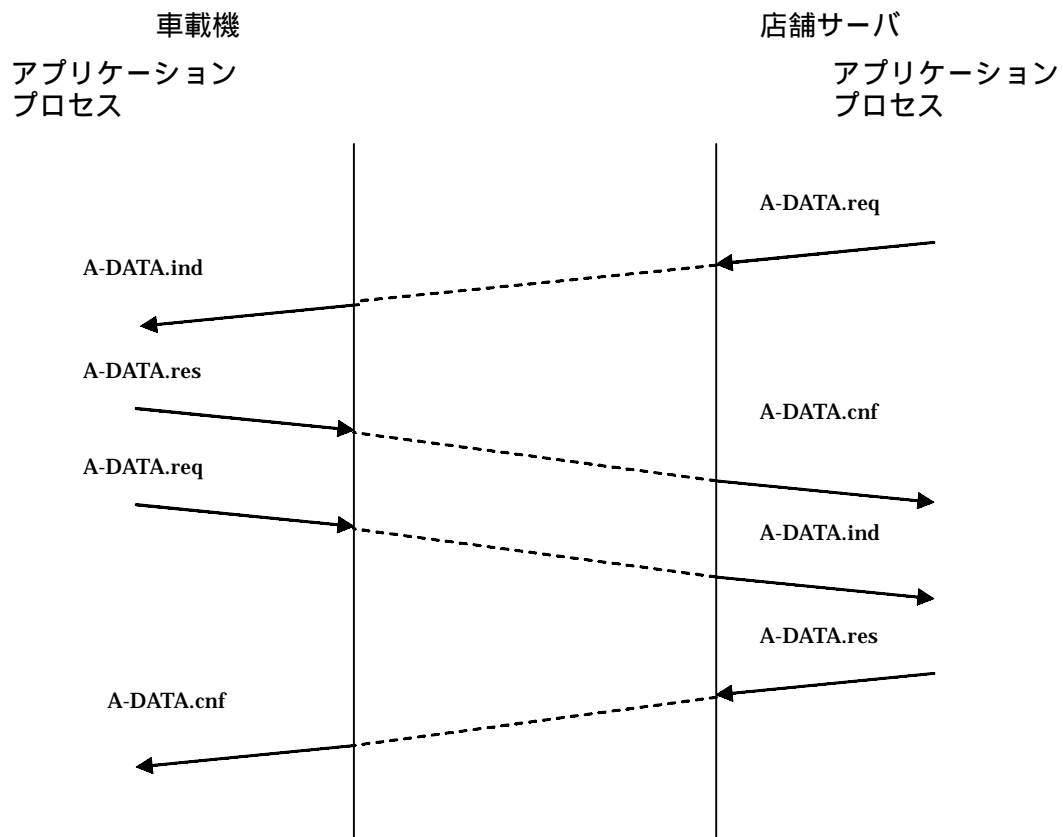 車載機
店舗サーバ
アプリケーション
プロセス
アプリケーション
プロセス
A-DATA.req
A-DATA.ind
A-DATA.res
A-DATA.cnf
A-DATA.req
A-DATA.ind
A-DATA.res
A-DATA.cnf